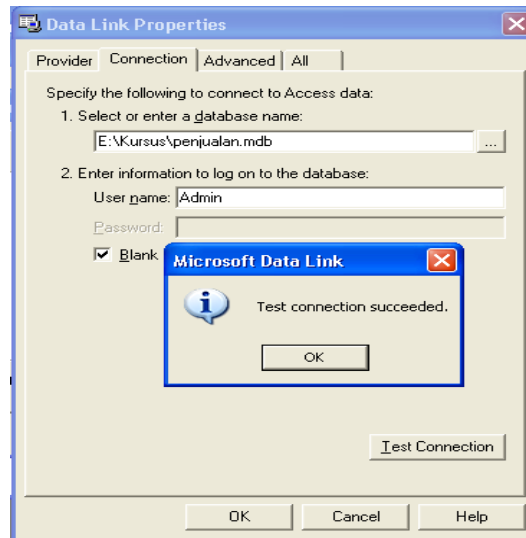 Data Link Properties
Provider Connection Advanced All
Specify the following to connect to Access data:
1. Select or enter a database name:
E:\Kursus\penjualan.mdb ...
2. Enter information to log on to the database:
User name: Admin
Password:
Blank
Microsoft Data Link
Test connection succeeded.
OK
Test Connection
OK Cancel Help